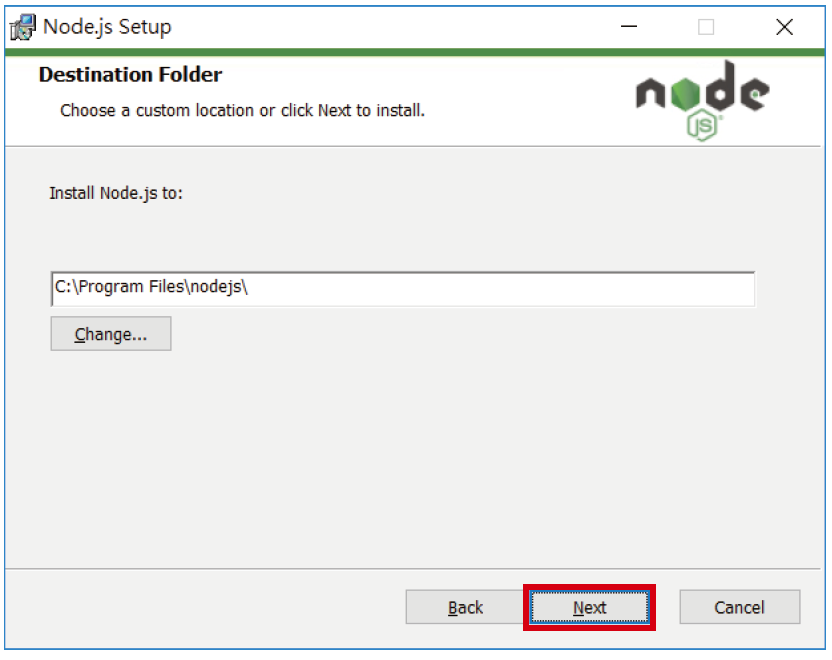 Node.js Setup
Destination Folder
Choose a custom location or click Next to install.
node
JS
Install Node.js to:
C:\Program Files\nodejs\
Change...
Back
Next
Cancel